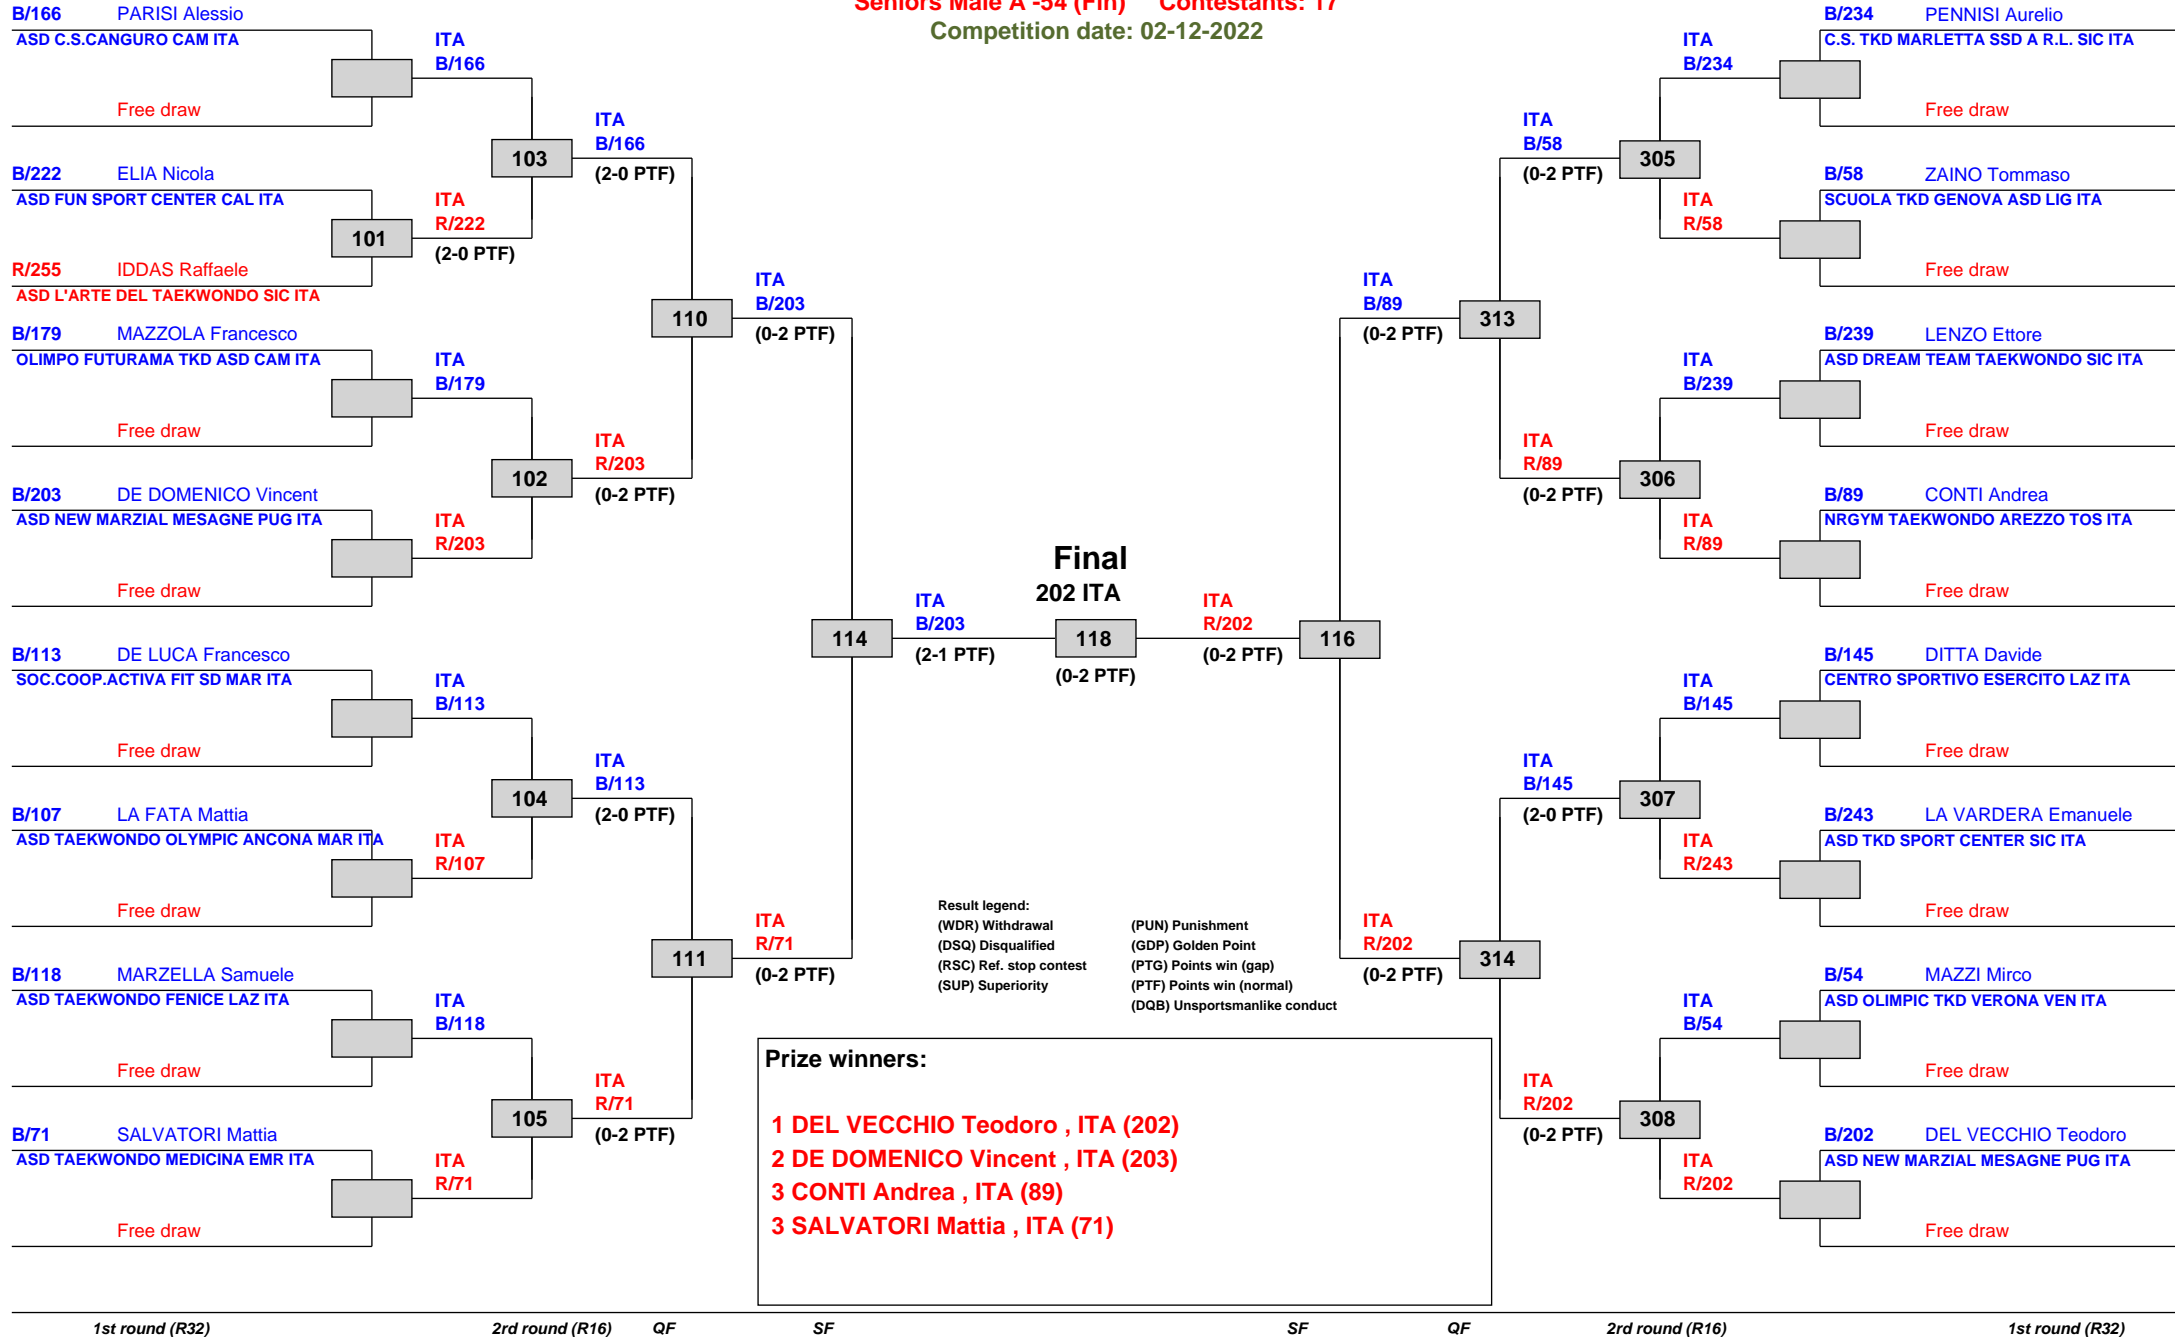 Seniors Male A -54 (Fin) Contestants: 17
Competition date: 02-12-2022
B/166 PARISI Alessio
ASD C.S.CANGURO CAM ITA
Free draw
B/222 ELIA Nicola
ASD FUN SPORT CENTER CAL ITA
R/255 IDDAS Raffaele
ASD L'ARTE DEL TAEKWONDO SIC ITA
B/179 MAZZOLA Francesco
OLIMPO FUTURAMA TKD ASD CAM ITA
Free draw
B/203 DE DOMENICO Vincent
ASD NEW MARZIAL MESAGNE PUG ITA
Free draw
B/113 DE LUCA Francesco
SOC.COOP.ACTIVA FIT SD MAR ITA
Free draw
B/107 LA FATA Mattia
ASD TAEKWONDO OLYMPIC ANCONA MAR ITA
Free draw
B/118 MARZELLA Samuele
ASD TAEKWONDO FENICE LAZ ITA
Free draw
B/71 SALVATORI Mattia
ASD TAEKWONDO MEDICINA EMR ITA
Free draw
101
ITA
B/166
ITA
R/222
(2-0 PTF)
ITA
B/179
ITA
R/203
ITA
B/113
ITA
R/107
ITA
B/118
ITA
R/71
103
102
104
105
ITA
B/166
(2-0 PTF)
ITA
R/203
(0-2 PTF)
ITA
B/113
(2-0 PTF)
ITA
R/71
(0-2 PTF)
110
111
ITA
B/203
(0-2 PTF)
ITA
R/71
(0-2 PTF)
114
ITA
B/203
(2-1 PTF)
Final
202 ITA
118
(0-2 PTF)
ITA
R/202
(0-2 PTF)
116
ITA
B/89
(0-2 PTF)
ITA
R/202
(0-2 PTF)
313
314
ITA
B/58
(0-2 PTF)
ITA
R/89
(0-2 PTF)
ITA
B/145
(2-0 PTF)
ITA
R/202
(0-2 PTF)
305
306
307
308
ITA
B/234
ITA
R/58
ITA
B/239
ITA
R/89
ITA
B/145
ITA
R/243
ITA
B/54
ITA
R/202
B/234 PENNISI Aurelio
C.S. TKD MARLETTA SSD A R.L. SIC ITA
Free draw
B/58 ZAINO Tommaso
SCUOLA TKD GENOVA ASD LIG ITA
Free draw
B/239 LENZO Ettore
ASD DREAM TEAM TAEKWONDO SIC ITA
Free draw
B/89 CONTI Andrea
NRGYM TAEKWONDO AREZZO TOS ITA
Free draw
B/145 DITTA Davide
CENTRO SPORTIVO ESERCITO LAZ ITA
Free draw
B/243 LA VARDERA Emanuele
ASD TKD SPORT CENTER SIC ITA
Free draw
B/54 MAZZI Mirco
ASD OLIMPIC TKD VERONA VEN ITA
Free draw
B/202 DEL VECCHIO Teodoro
ASD NEW MARZIAL MESAGNE PUG ITA
Free draw
Result legend:
(WDR) Withdrawal (PUN) Punishment
(DSQ) Disqualified (GDP) Golden Point
(RSC) Ref. stop contest (PTG) Points win (gap)
(SUP) Superiority (PTF) Points win (normal)
(DQB) Unsportsmanlike conduct
Prize winners:
1 DEL VECCHIO Teodoro , ITA (202)
2 DE DOMENICO Vincent , ITA (203)
3 CONTI Andrea , ITA (89)
3 SALVATORI Mattia , ITA (71)
1st round (R32) 2rd round (R16) QF SF SF QF 2rd round (R16) 1st round (R32)